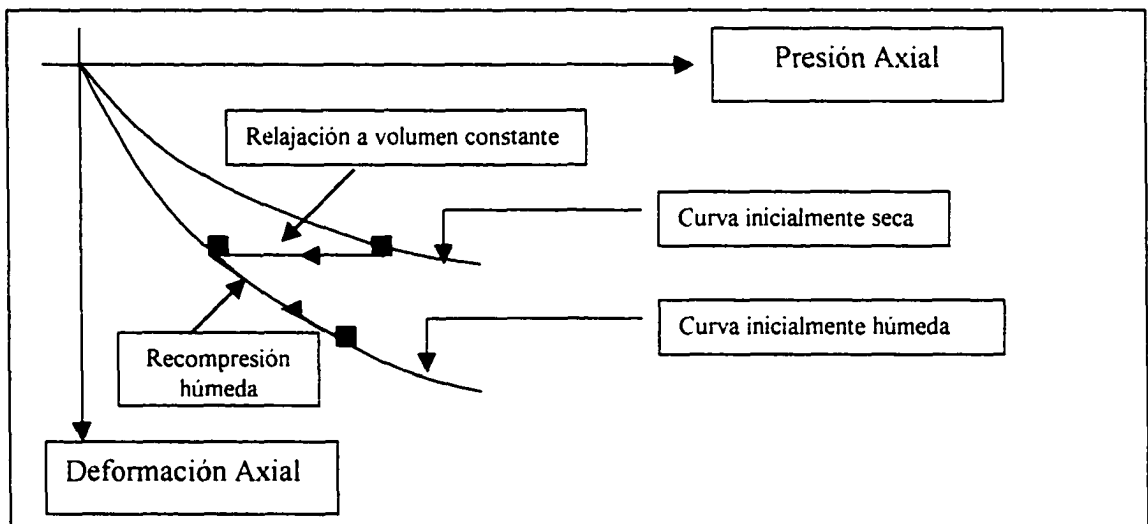 Presión Axial
Relajación a volumen constante
Curva inicialmente seca
Curva inicialmente húmeda
Recompresión
húmeda
Deformación Axial